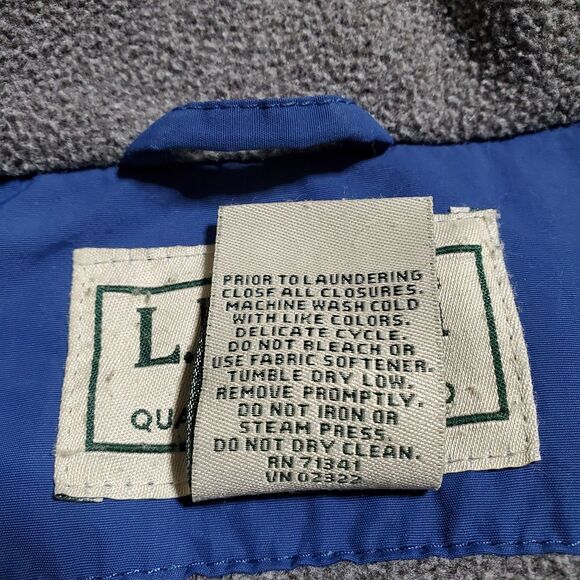 L.
QUA
PRIOR TO LAUNDERING
CLOSE ALL CLOSURES.
MACHINE WASH COLD
WITH LIKE COLORS.
DELICATE CYCLE.
DO NOT BLEACH OR
USE FABRIC SOFTENER.
TUMBLE DRY LOW.
REMOVE PROMPTLY.
DO NOT IRON OR
STEAM PRESS.
DO NOT DRY CLEAN.
RN 71341
VN 02322